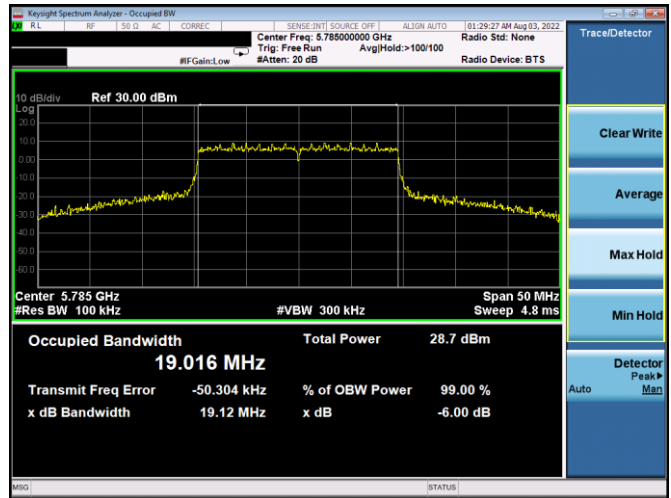 Keysight Spectrum Analyzer - Occupied BW
RL RF 50 Ω AC CORREC SENSE:INT SOURCE OFF ALIGN AUTO 01:29:27 AM Aug 03, 2022
Center Freq: 5.785000000 GHz Radio Std: None
Trig: Free Run Avg|Hold:>100/100
#IFGain:Low #Atten: 20 dB Radio Device: BTS
Trace/Detector
10 dB/div Ref 30.00 dBm
Log
20.0
10.0
0.00
-10.0
-20.0
-30.0
-40.0
-50.0
-60.0
Center 5.785 GHz Span 50 MHz
#Res BW 100 kHz #VBW 300 kHz Sweep 4.8 ms
Occupied Bandwidth Total Power 28.7 dBm
19.016 MHz
Transmit Freq Error -50.304 kHz % of OBW Power 99.00 %
x dB Bandwidth 19.12 MHz x dB -6.00 dB
Clear Write
Average
Max Hold
Min Hold
Detector
Peak▶
Auto Man
MSG STATUS